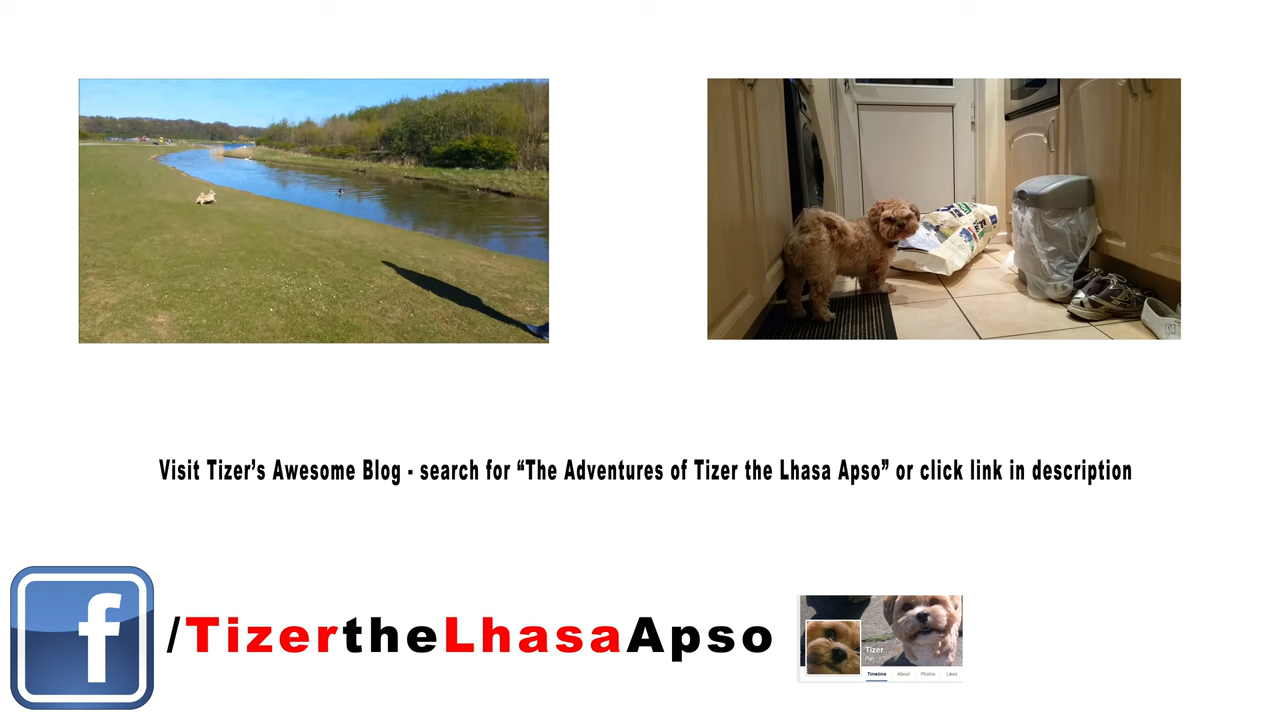 Visit Tizer’s Awesome Blog - search for “The Adventures of Tizer the Lhasa Apso” or click link in description
f /TizertheLhasaApso
Tizer
Pet
Timeline About Photos Likes